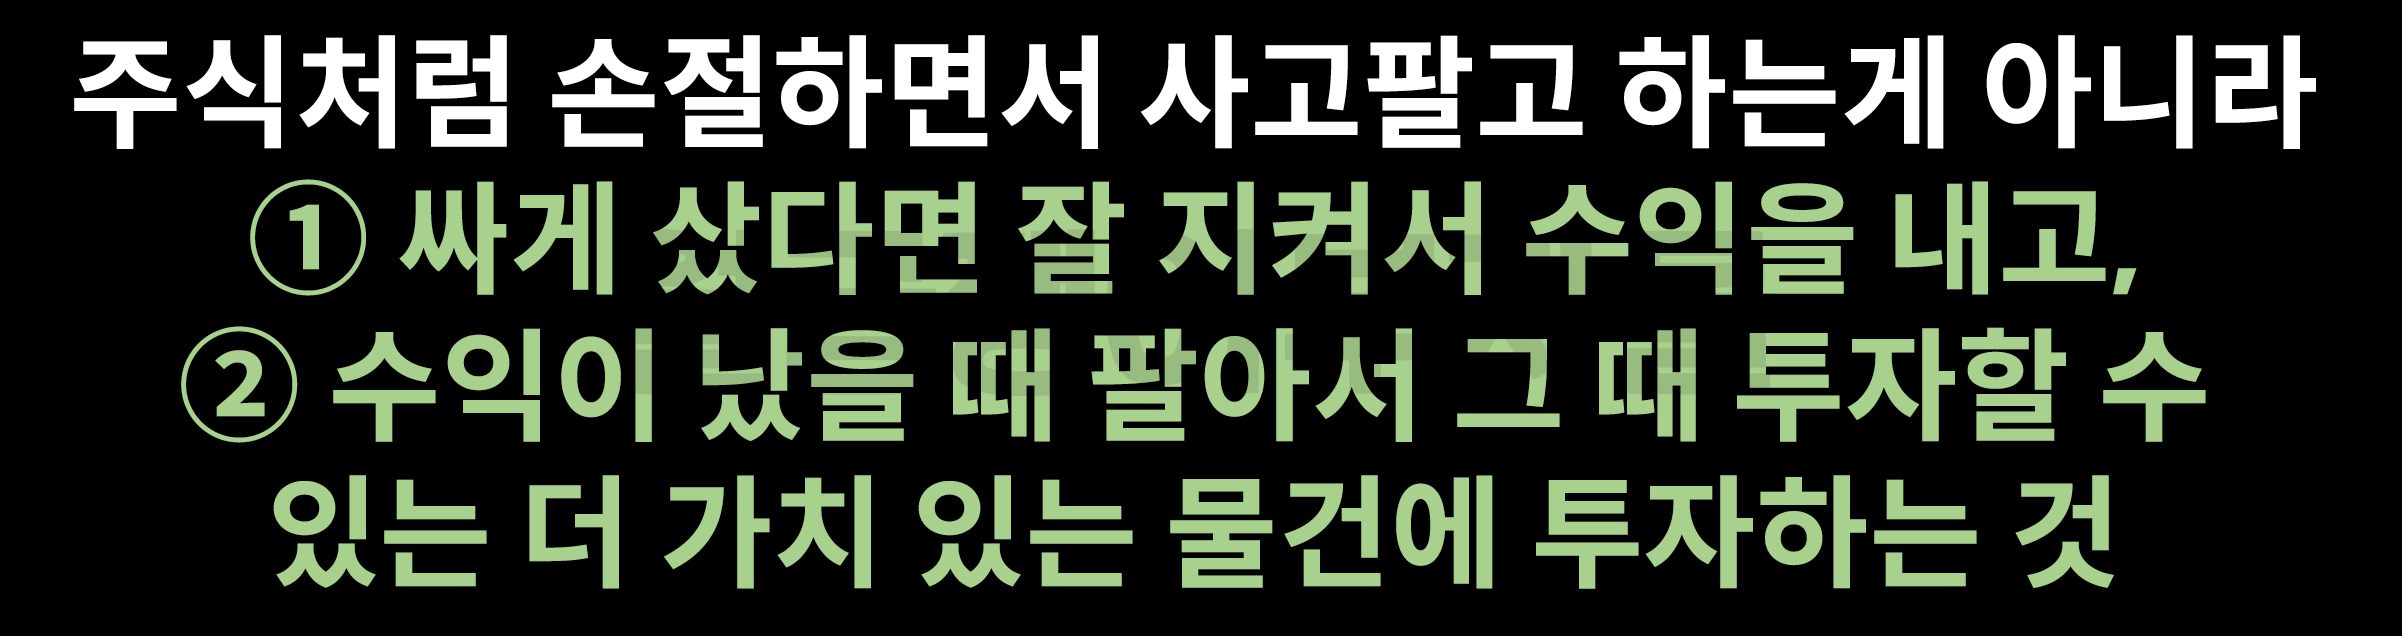 주식처럼 손절하면서 사고팔고 하는게 아니라
① 싸게 샀다면 잘 지켜서 수익을 내고,
② 수익이 났을 때 팔아서 그 때 투자할 수
있는 더 가치 있는 물건에 투자하는 것